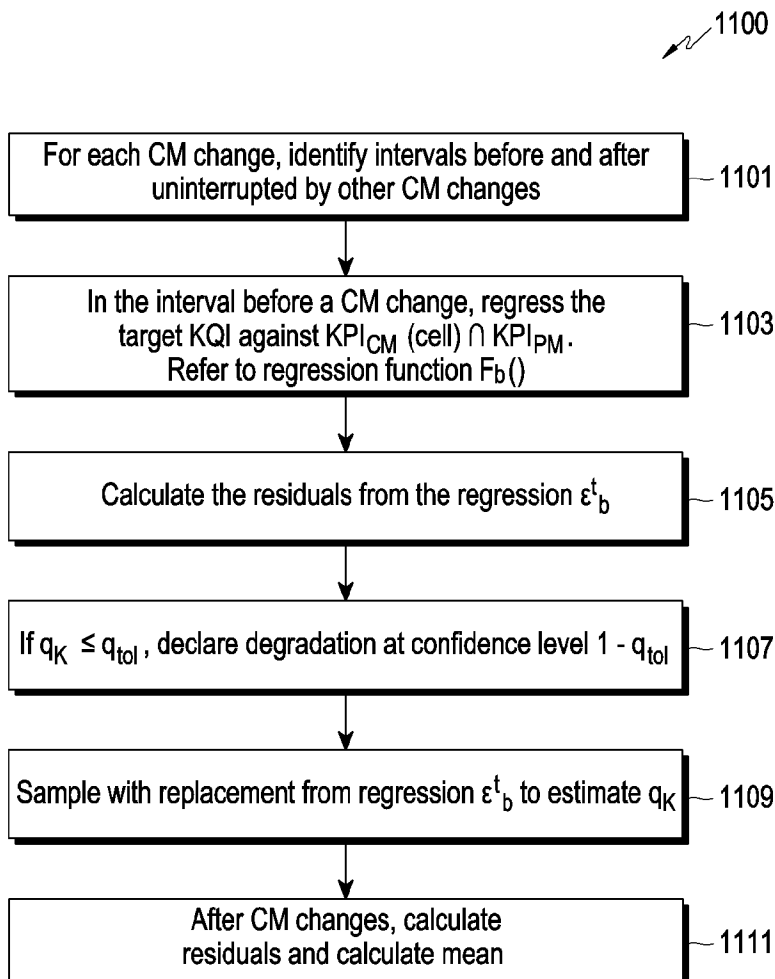 1100
For each CM change, identify intervals before and after
uninterrupted by other CM changes
1101
In the interval before a CM change, regress the
target KQI against KPI_CM (cell) ∩ KPI_PM.
Refer to regression function F_b()
1103
Calculate the residuals from the regression ε^t_b
1105
If q_K ≤ q_tol, declare degradation at confidence level 1 - q_tol
1107
Sample with replacement from regression ε^t_b to estimate q_K
1109
After CM changes, calculate
residuals and calculate mean
1111